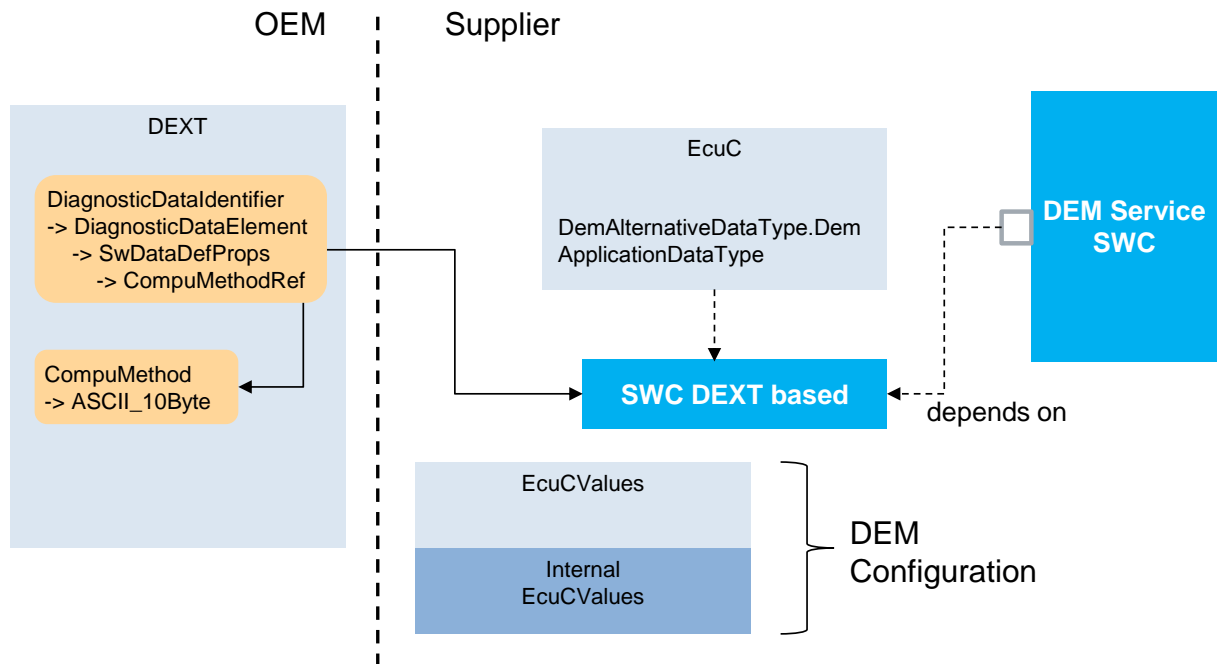 OEM
Supplier
DEXT
DiagnosticDataIdentifier
-> DiagnosticDataElement
-> SwDataDefProps
-> CompuMethodRef
CompuMethod
-> ASCII_10Byte
EcuC
DemAlternativeDataType.Dem
ApplicationDataType
DEM Service
SWC
SWC DEXT based
depends on
EcuCValues
Internal
EcuCValues
DEM
Configuration